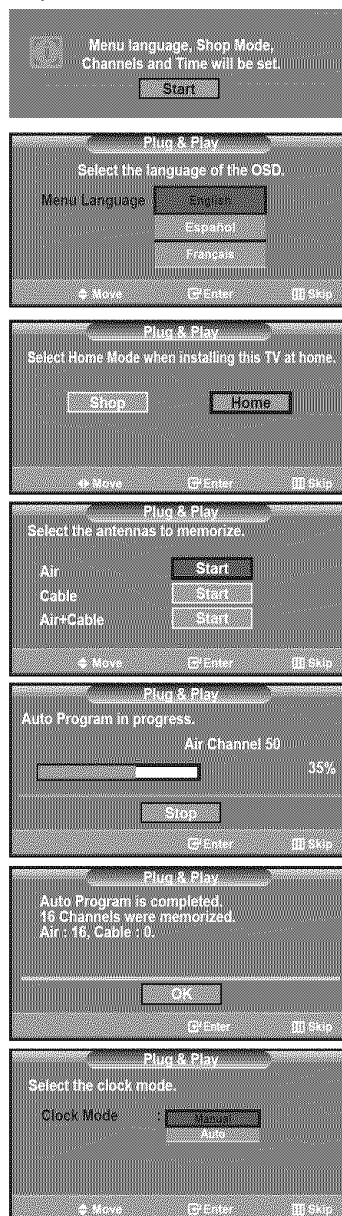 Menu language, Shop Mode,
Channels and Time will be set.
Start
Plug & Play
Select the language of the OSD.
Menu Language English
Español
Français
Move Enter Skip
Plug & Play
Select Home Mode when installing this TV at home.
Shop Home
Move Enter Skip
Plug & Play
Select the antennas to memorize.
Air Start
Cable Start
Air+Cable Start
Move Enter Skip
Plug & Play
Auto Program in progress.
Air Channel 50
35%
Stop
Enter Skip
Plug & Play
Auto Program is completed.
16 Channels were memorized.
Air : 16, Cable : 0.
OK
Enter Skip
Plug & Play
Select the clock mode.
Clock Mode : Manual
Auto
Move Enter Skip